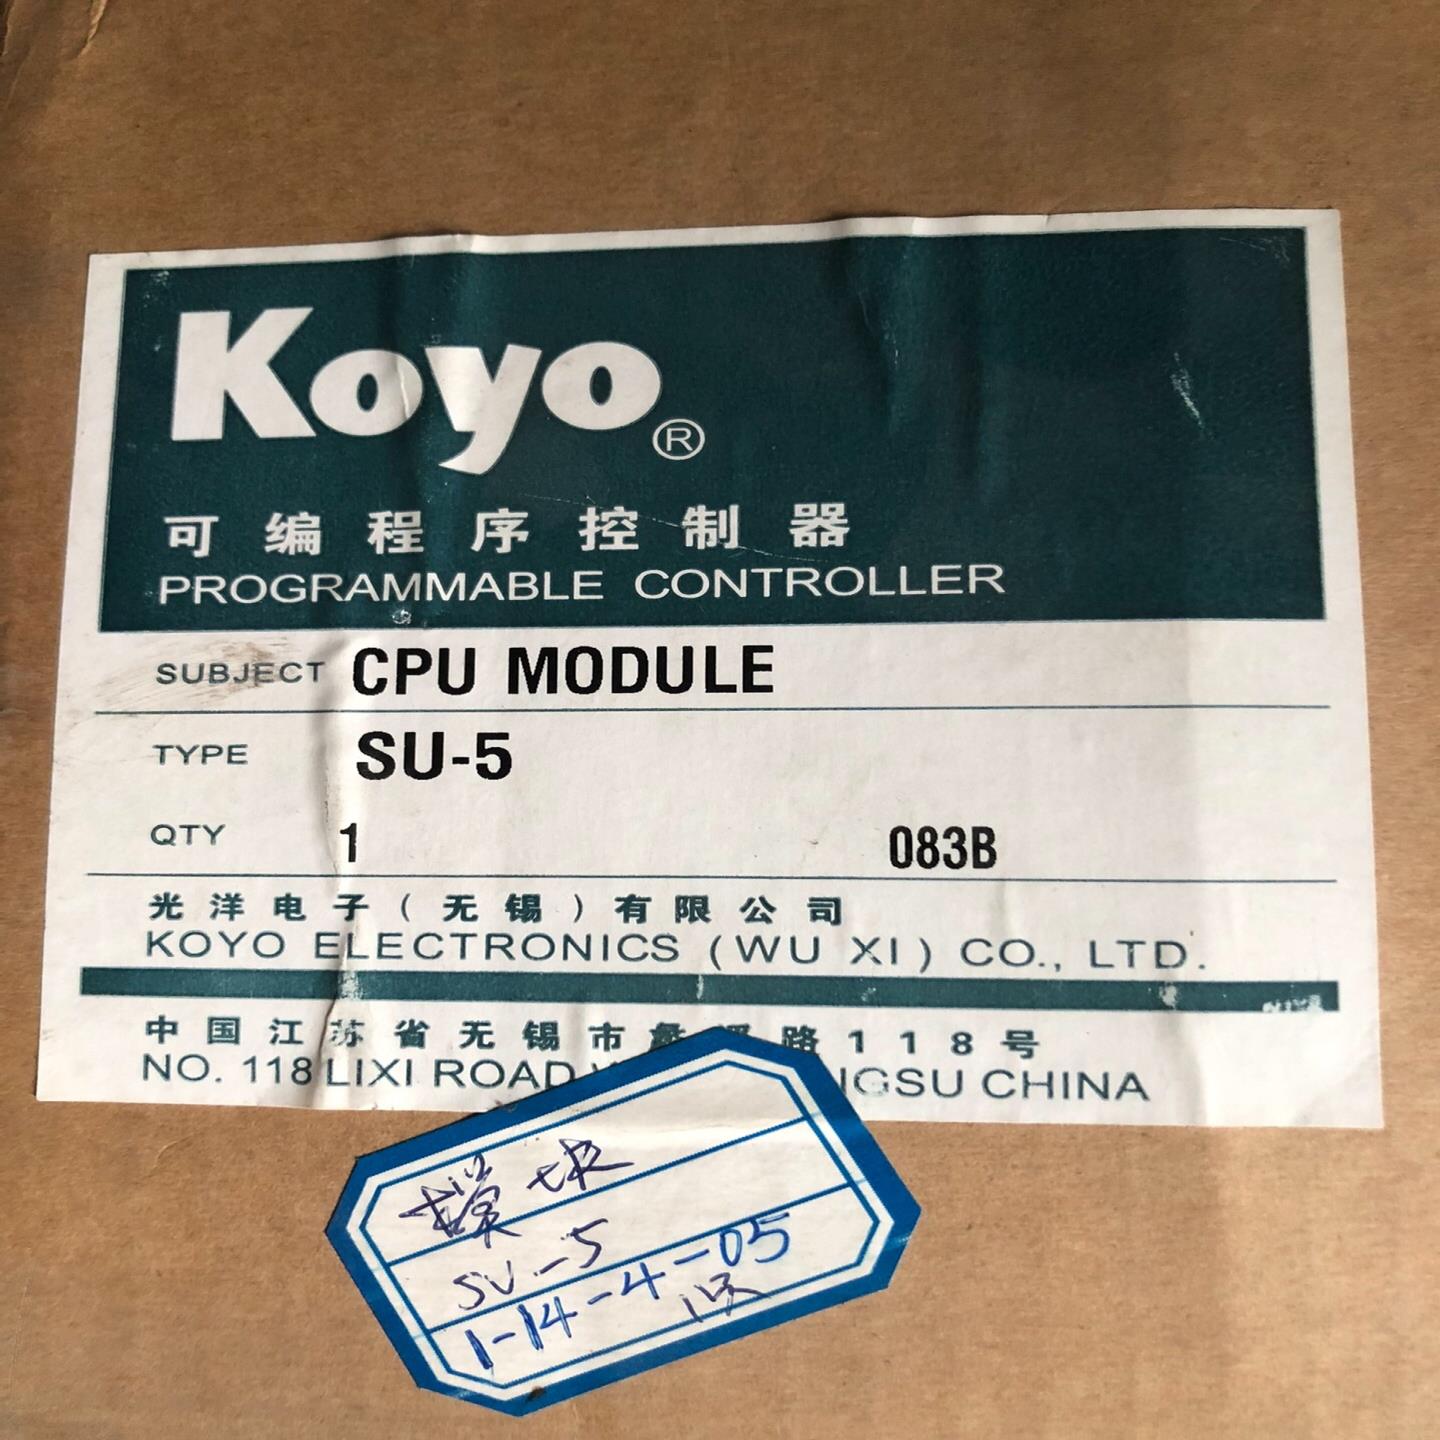 Koyo®
可编程序控制器
PROGRAMMABLE CONTROLLER
SUBJECT CPU MODULE
TYPE SU-5
QTY 1 083B
光洋电子(无锡)有限公司
KOYO ELECTRONICS (WU XI) CO., LTD.
中国江苏省无锡市 路118号
NO. 118 LIXI ROAD CHINA
模块
SU-5
1-14-4-05